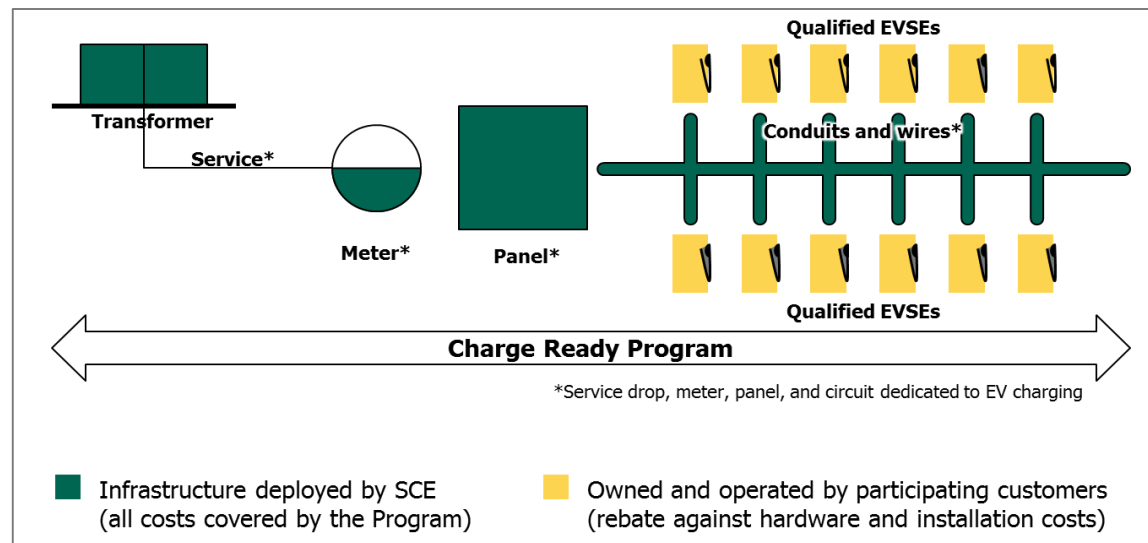 Qualified EVSEs
Transformer
Conduits and wires*
Service*
Meter*
Panel*
Qualified EVSEs
Charge Ready Program
*Service drop, meter, panel, and circuit dedicated to EV charging
Infrastructure deployed by SCE
(all costs covered by the Program)
Owned and operated by participating customers
(rebate against hardware and installation costs)